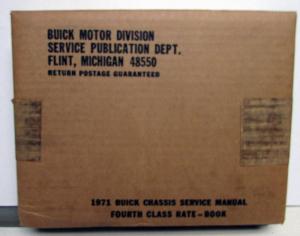 BUICK MOTOR DIVISION
SERVICE PUBLICATION DEPT.
FLINT, MICHIGAN 48550
RETURN POSTAGE GUARANTEED
1971 BUICK CHASSIS SERVICE MANUAL
FOURTH CLASS RATE-BOOK